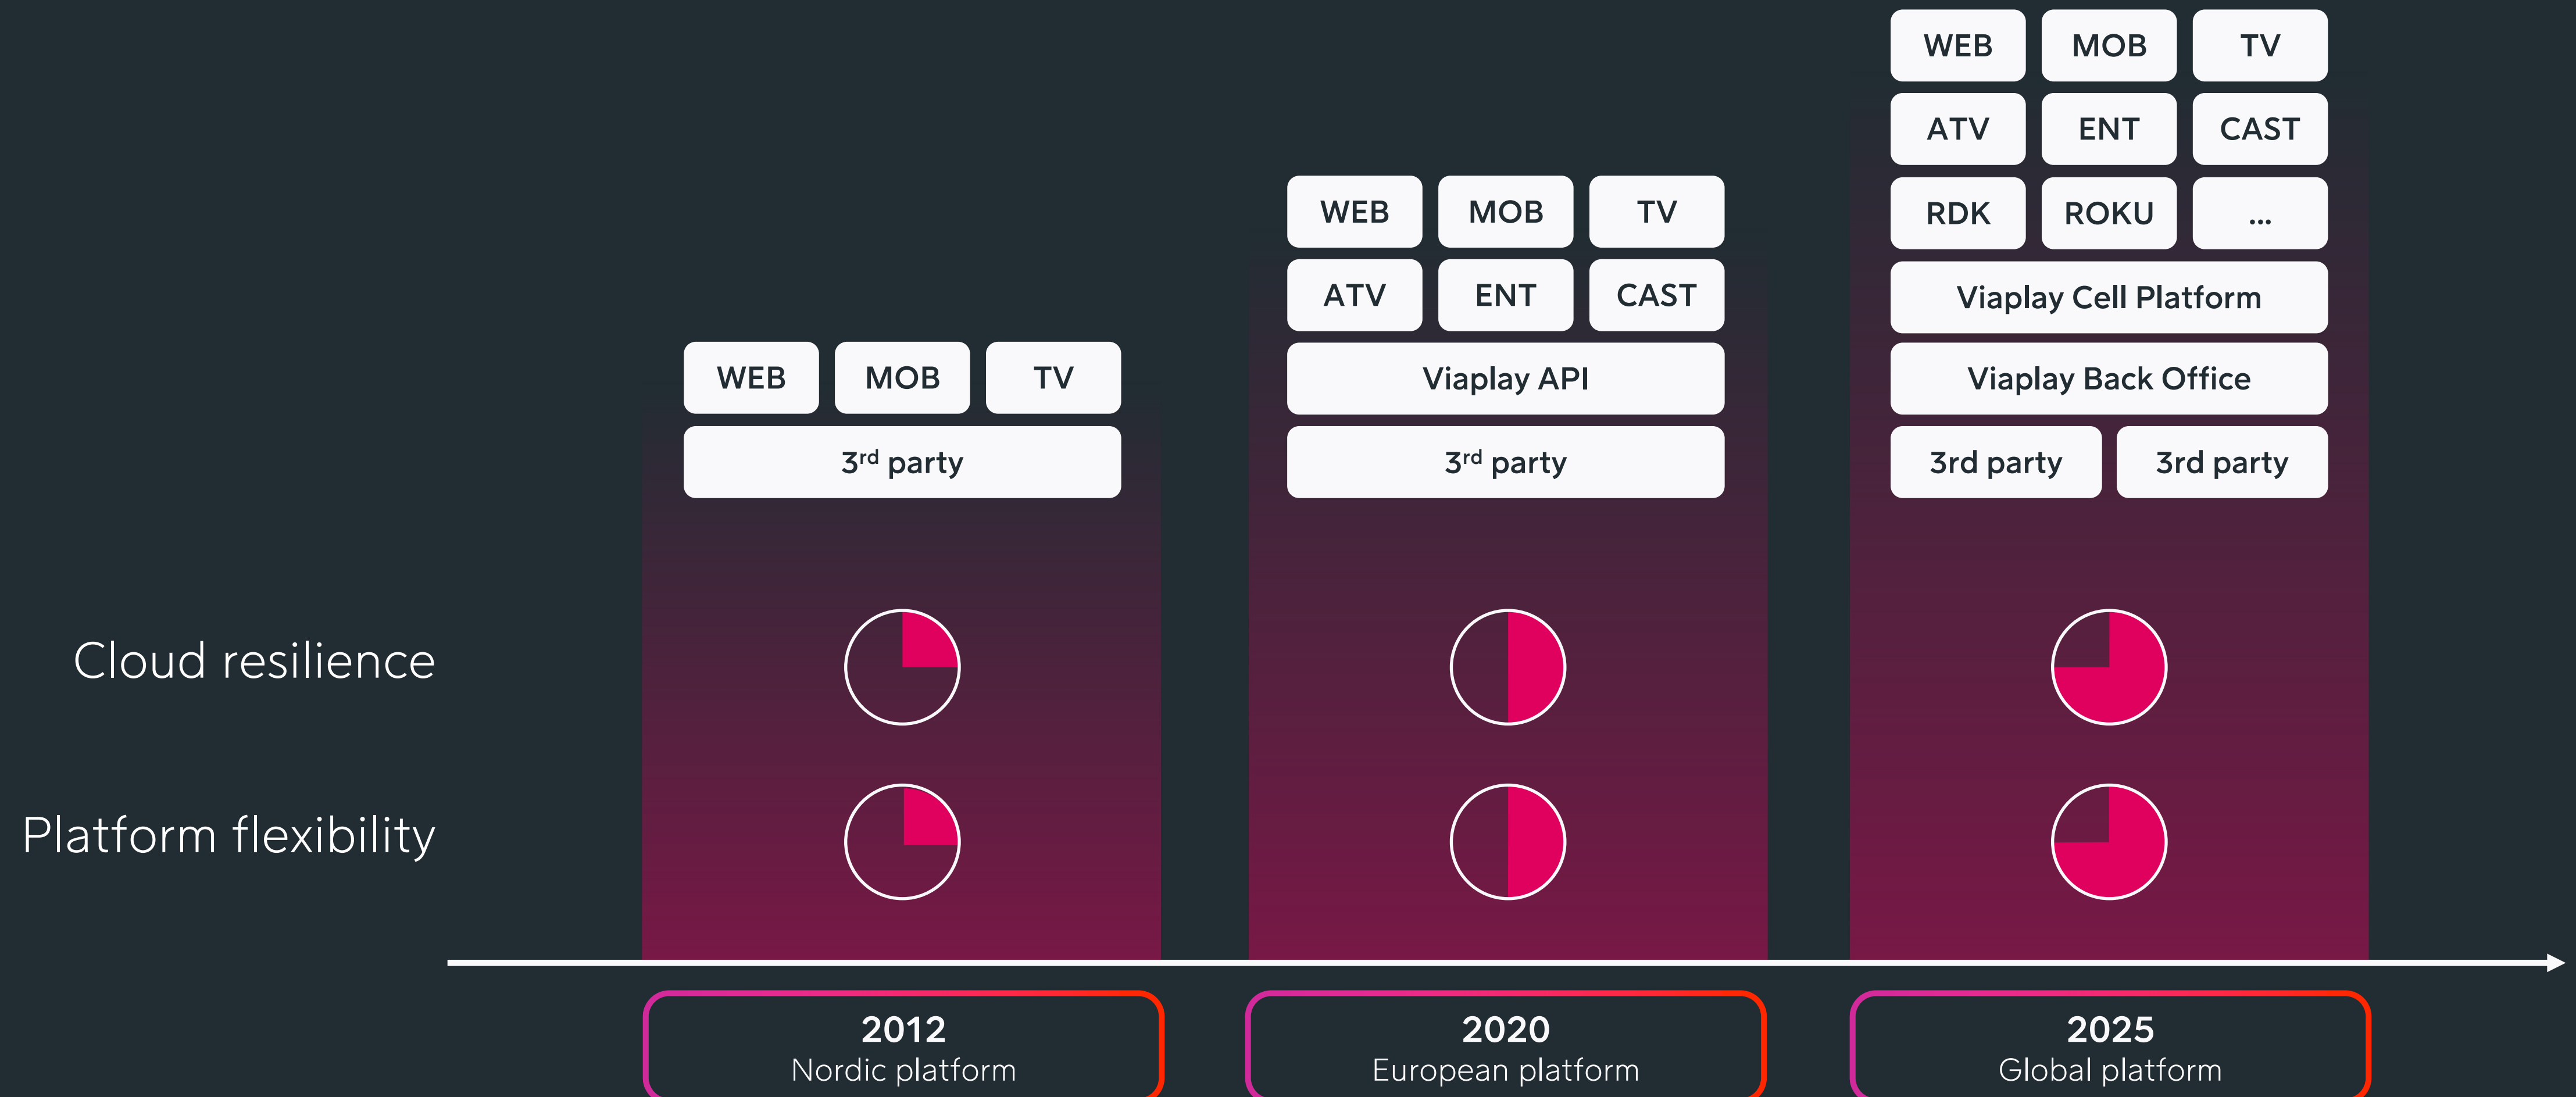 WEB MOB TV
ATV ENT CAST
RDK ROKU ...
Viaplay Cell Platform
Viaplay Back Office
3rd party 3rd party
WEB MOB TV
ATV ENT CAST
Viaplay API
3rd party
WEB MOB TV
3rd party
Cloud resilience
Platform flexibility
2012
Nordic platform
2020
European platform
2025
Global platform